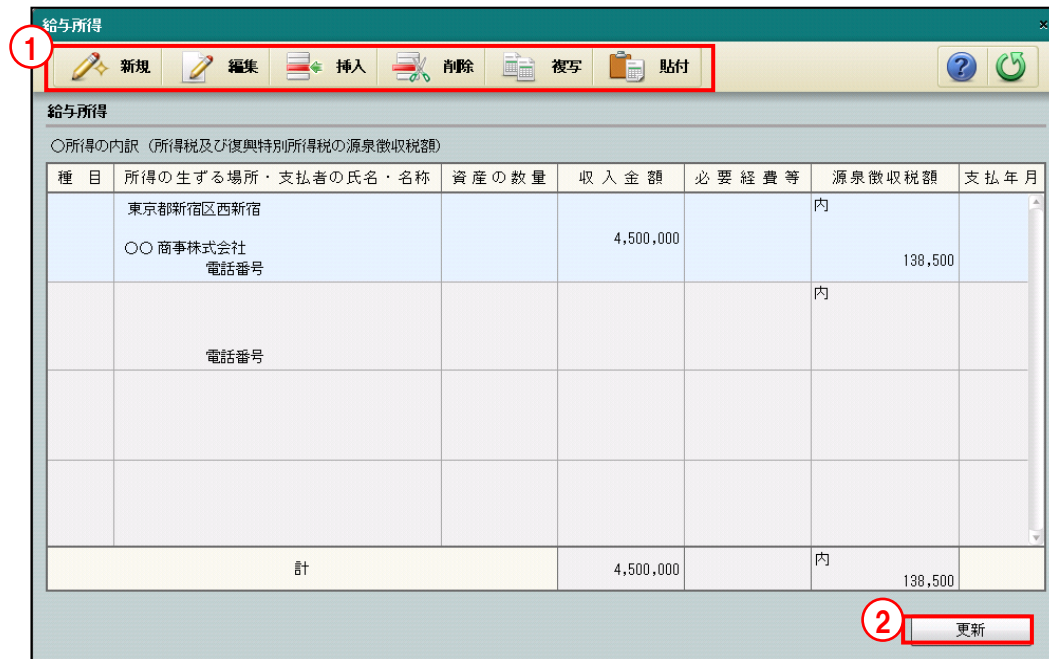 給与所得
×
1
新規 編集 挿入 削除 複写 貼付
?
給与所得
○所得の内訳（所得税及び復興特別所得税の源泉徴収税額）
種 目 所得の生ずる場所・支払者の氏名・名称 資産の数量 収入金額 必要経費等 源泉徴収税額 支払年月
東京都新宿区西新宿 内
○○商事株式会社 4,500,000
電話番号 138,500
内
電話番号
計 4,500,000 内
138,500
2
更新